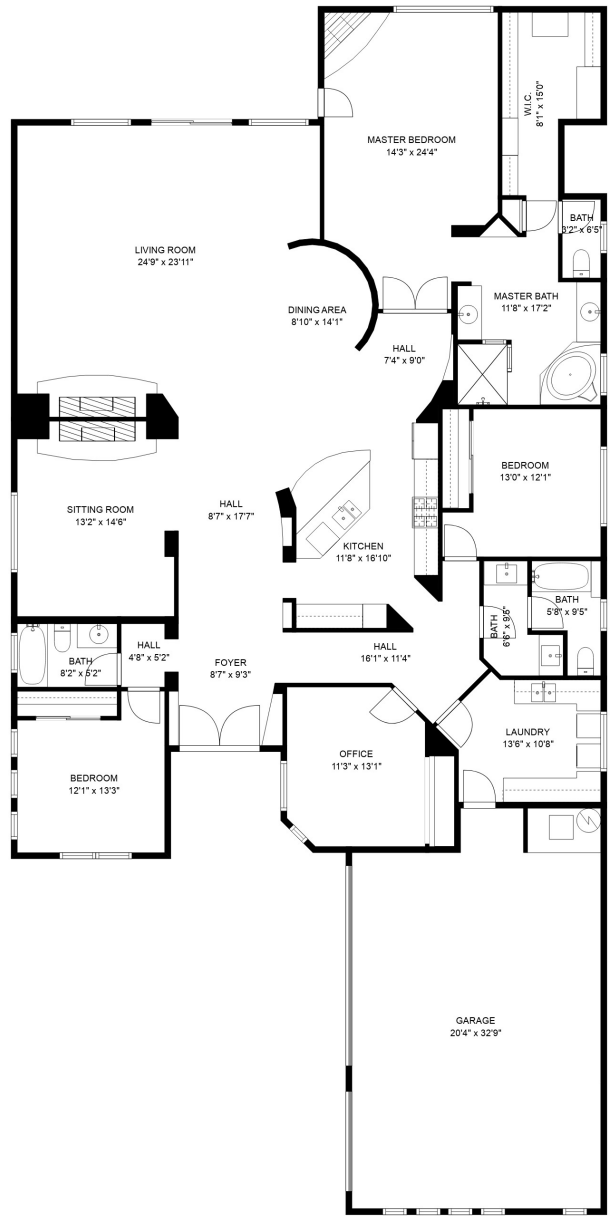 MASTER BEDROOM
14'3" x 24'4"
W.I.C.
8'1" x 15'0"
BATH
3'2" x 6'5"
LIVING ROOM
24'9" x 23'11"
DINING AREA
8'10" x 14'1"
MASTER BATH
11'8" x 17'2"
HALL
7'4" x 9'0"
BEDROOM
13'0" x 12'1"
SITTING ROOM
13'2" x 14'6"
HALL
8'7" x 17'7"
KITCHEN
11'8" x 16'10"
BATH
5'8" x 9'5"
BATH
6'6" x 9'5"
HALL
4'8" x 5'2"
BATH
8'2" x 5'2"
FOYER
8'7" x 9'3"
HALL
16'1" x 11'4"
LAUNDRY
13'6" x 10'8"
OFFICE
11'3" x 13'1"
BEDROOM
12'1" x 13'3"
GARAGE
20'4" x 32'9"